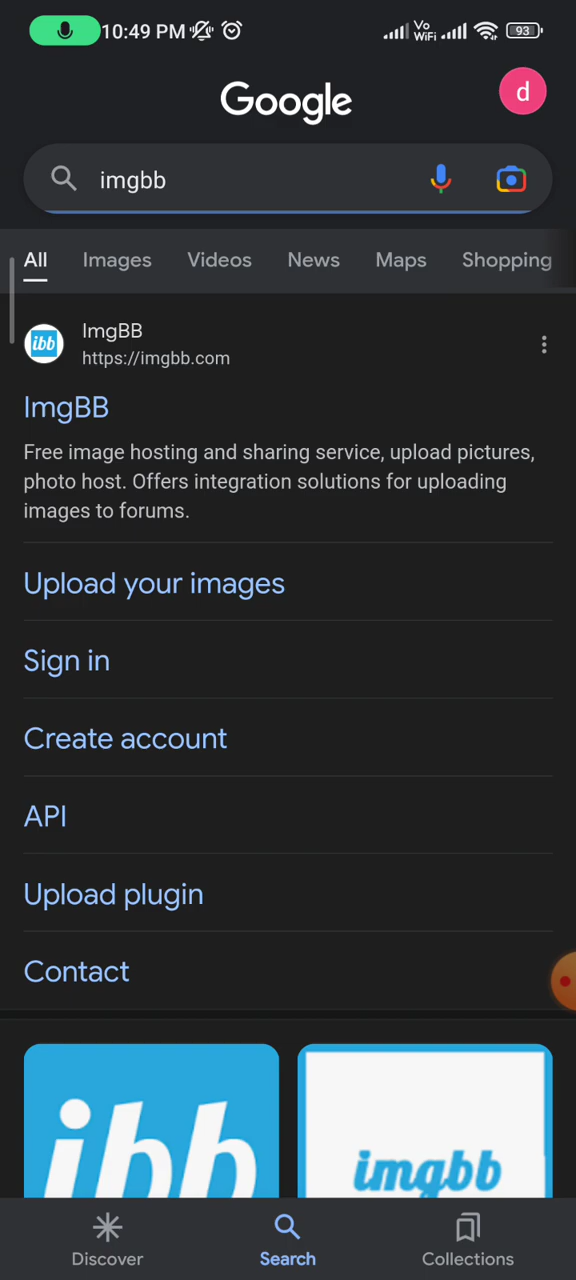 10:49 PM
Vo
WiFi
93
Google
d
imgbb
All Images Videos News Maps Shopping
ibb
ImgBB
https://imgbb.com
ImgBB
Free image hosting and sharing service, upload pictures,
photo host. Offers integration solutions for uploading
images to forums.
Upload your images
Sign in
Create account
API
Upload plugin
Contact
ibb
imgbb
Discover Search Collections